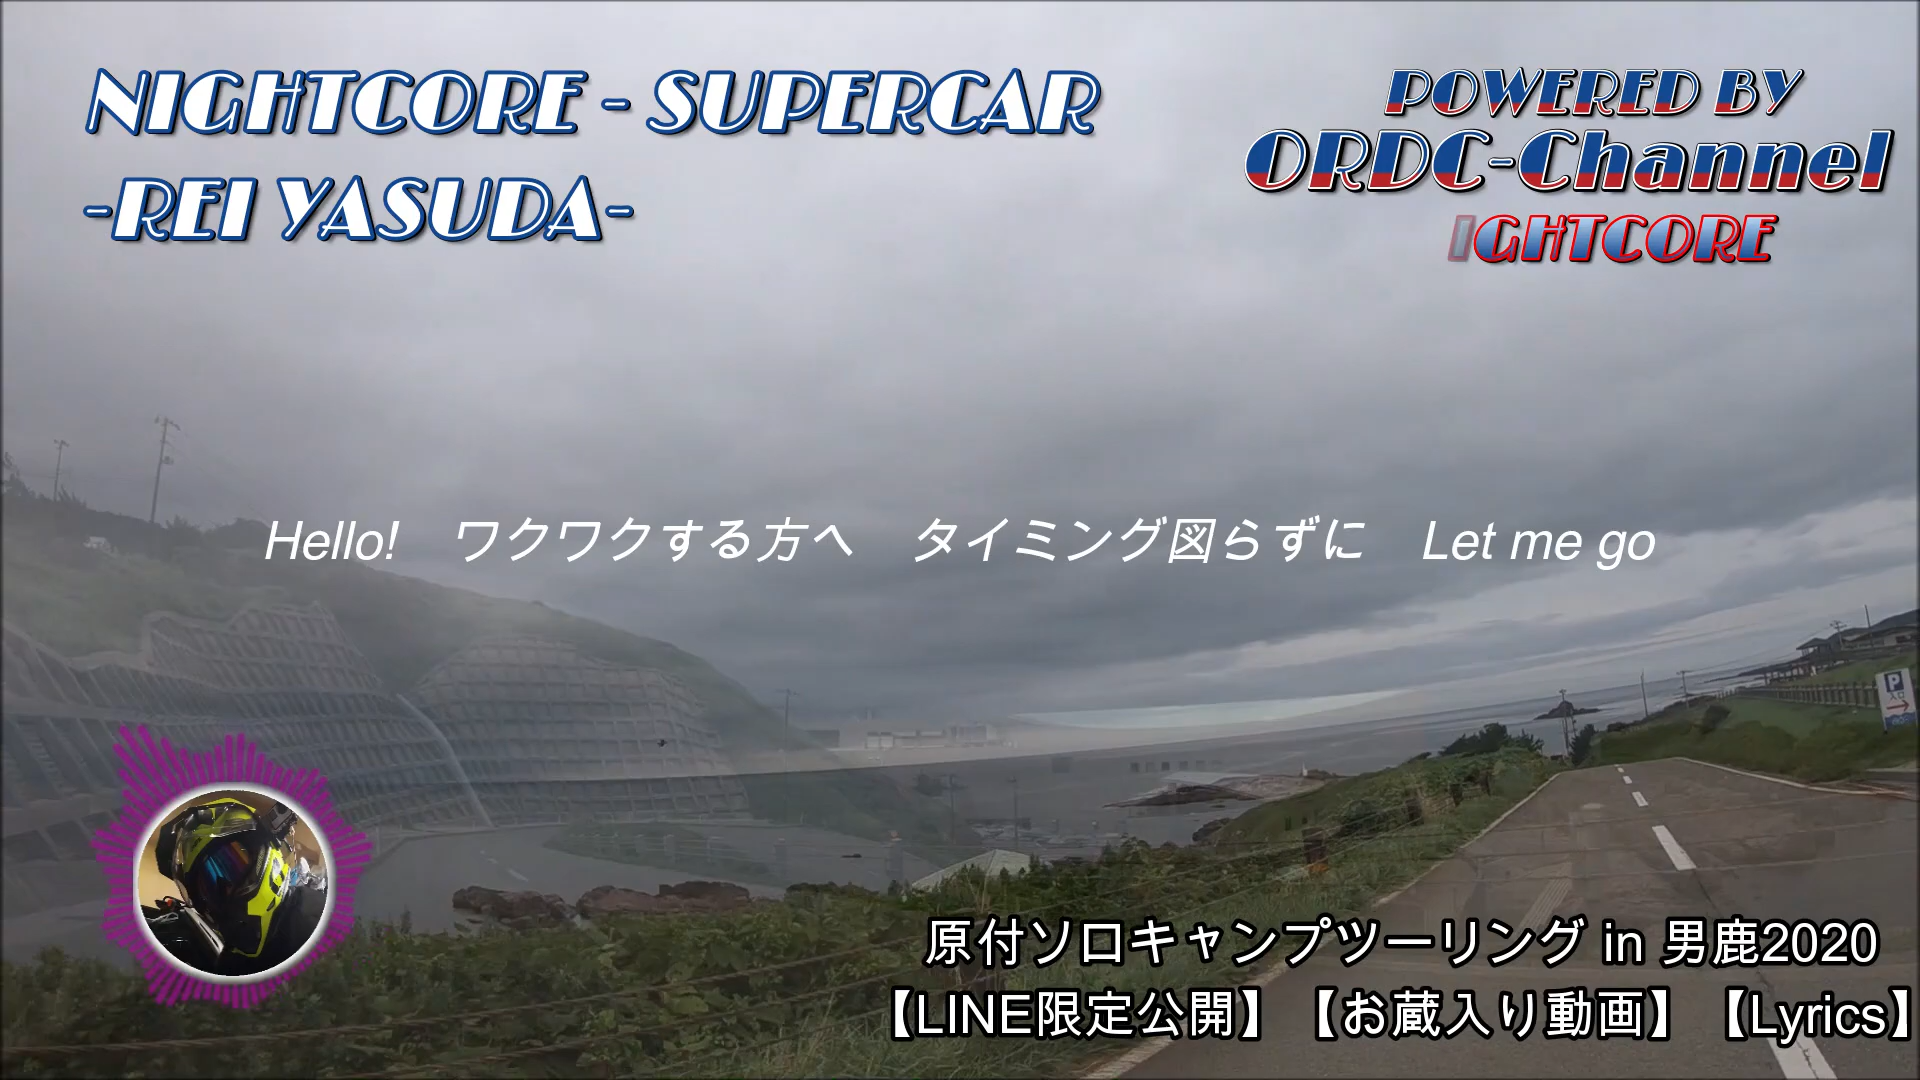 NIGHTCORE - SUPERCAR
-REI YASUDA-
POWERED BY
ORDC-Channel
IGHTCORE
Hello!　ワクワクする方へ　タイミング図らずに　Let me go
P
原付ソロキャンプツーリング in 男鹿2020
【LINE限定公開】【お蔵入り動画】【Lyrics】